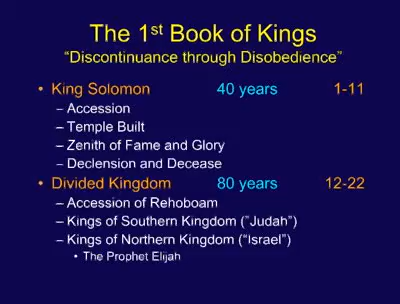 The 1st Book of Kings
“Discontinuance through Disobedience”
• King Solomon 40 years 1-11
– Accession
– Temple Built
– Zenith of Fame and Glory
– Declension and Decease
• Divided Kingdom 80 years 12-22
– Accession of Rehoboam
– Kings of Southern Kingdom (”Judah”)
– Kings of Northern Kingdom (“Israel”)
• The Prophet Elijah